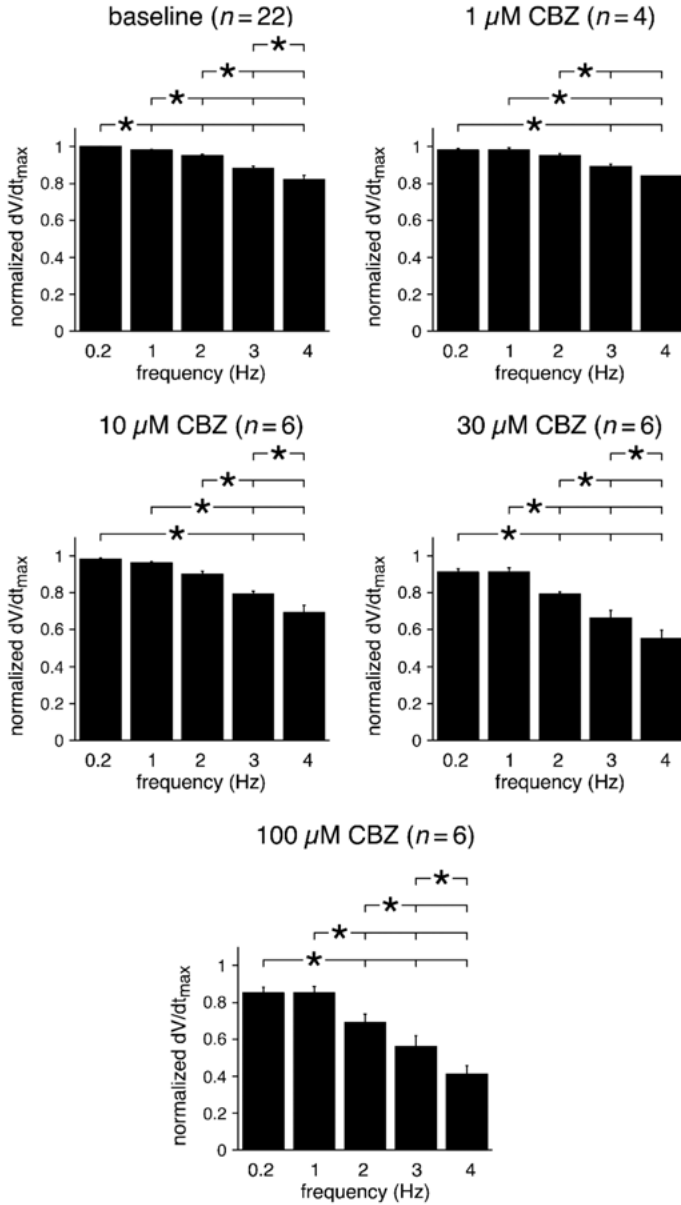 baseline (n=22)
*
*
*
*
normalized dV/dtmax
1
0.8
0.6
0.4
0.2
0
0.2 1 2 3 4
frequency (Hz)
1 µM CBZ (n=4)
*
*
*
normalized dV/dtmax
1
0.8
0.6
0.4
0.2
0
0.2 1 2 3 4
frequency (Hz)
10 µM CBZ (n=6)
*
*
*
*
normalized dV/dtmax
1
0.8
0.6
0.4
0.2
0
0.2 1 2 3 4
frequency (Hz)
30 µM CBZ (n=6)
*
*
*
*
normalized dV/dtmax
1
0.8
0.6
0.4
0.2
0
0.2 1 2 3 4
frequency (Hz)
100 µM CBZ (n=6)
*
*
*
*
normalized dV/dtmax
1
0.8
0.6
0.4
0.2
0
0.2 1 2 3 4
frequency (Hz)